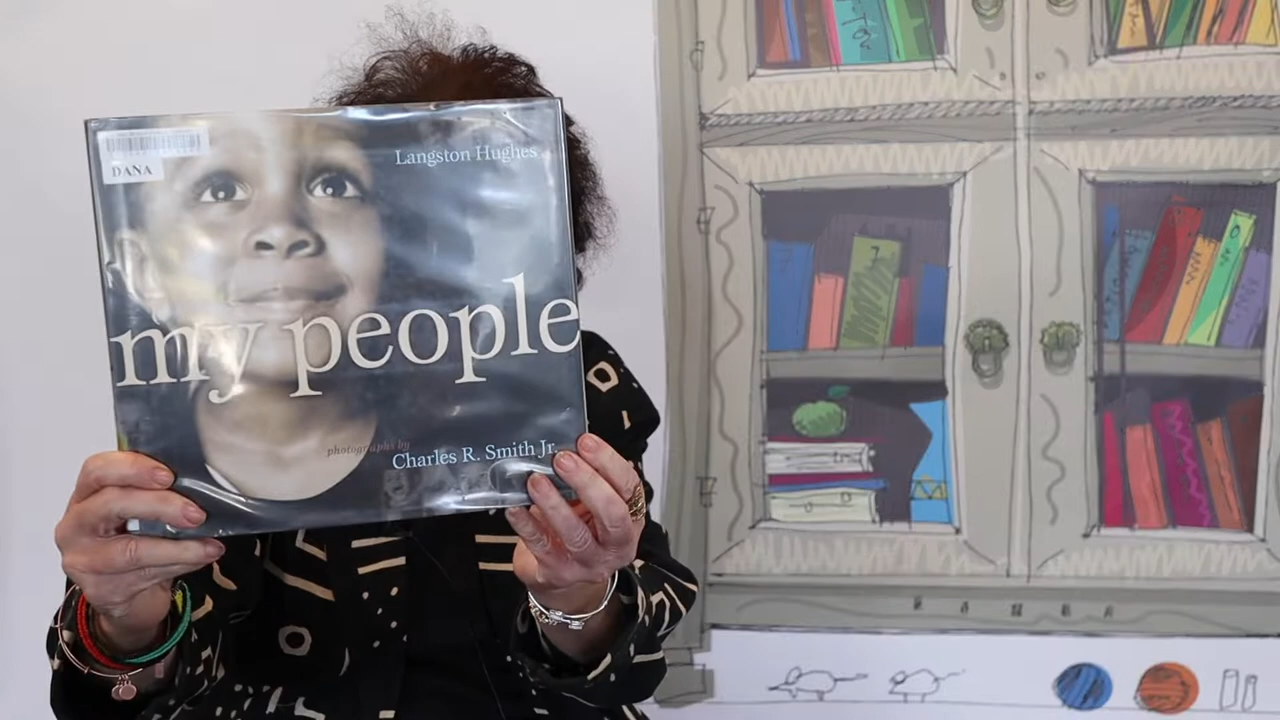 DANA
Langston Hughes
my people
photographs by
Charles R. Smith Jr.